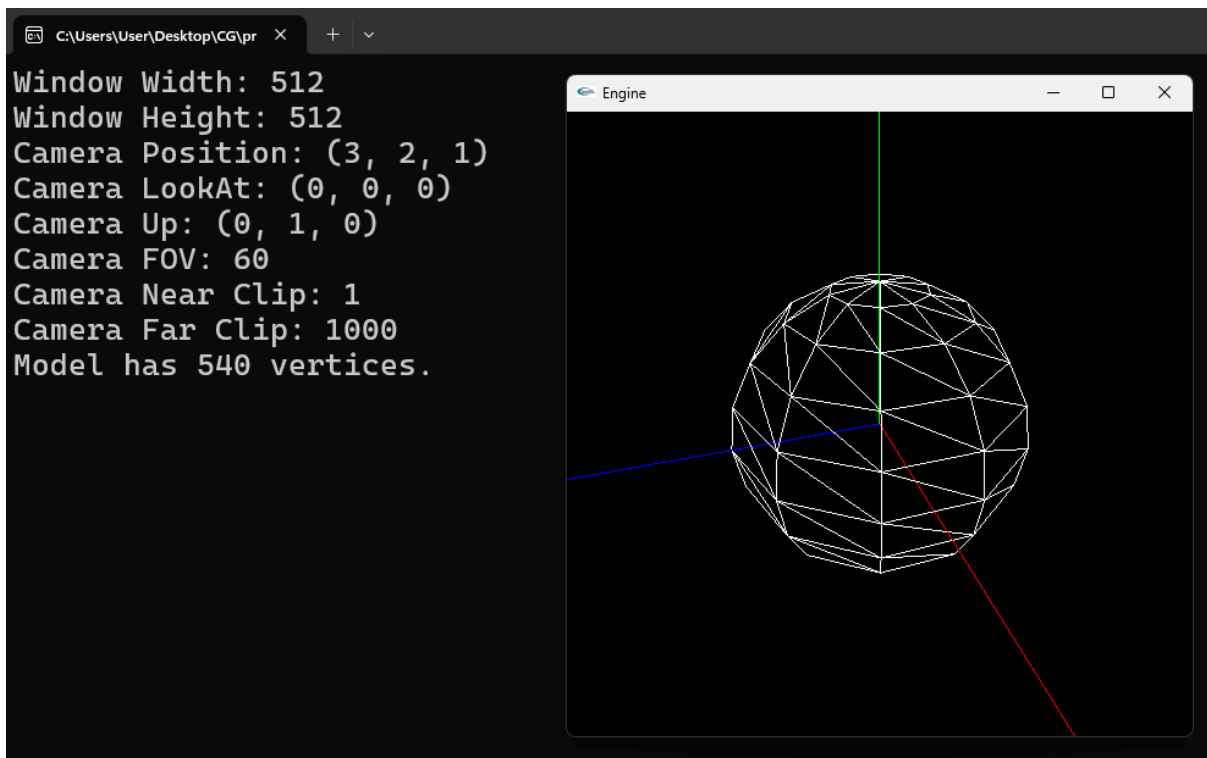 C:\Users\User\Desktop\CG\pr
Window Width: 512
Window Height: 512
Camera Position: (3, 2, 1)
Camera LookAt: (0, 0, 0)
Camera Up: (0, 1, 0)
Camera FOV: 60
Camera Near Clip: 1
Camera Far Clip: 1000
Model has 540 vertices.
Engine